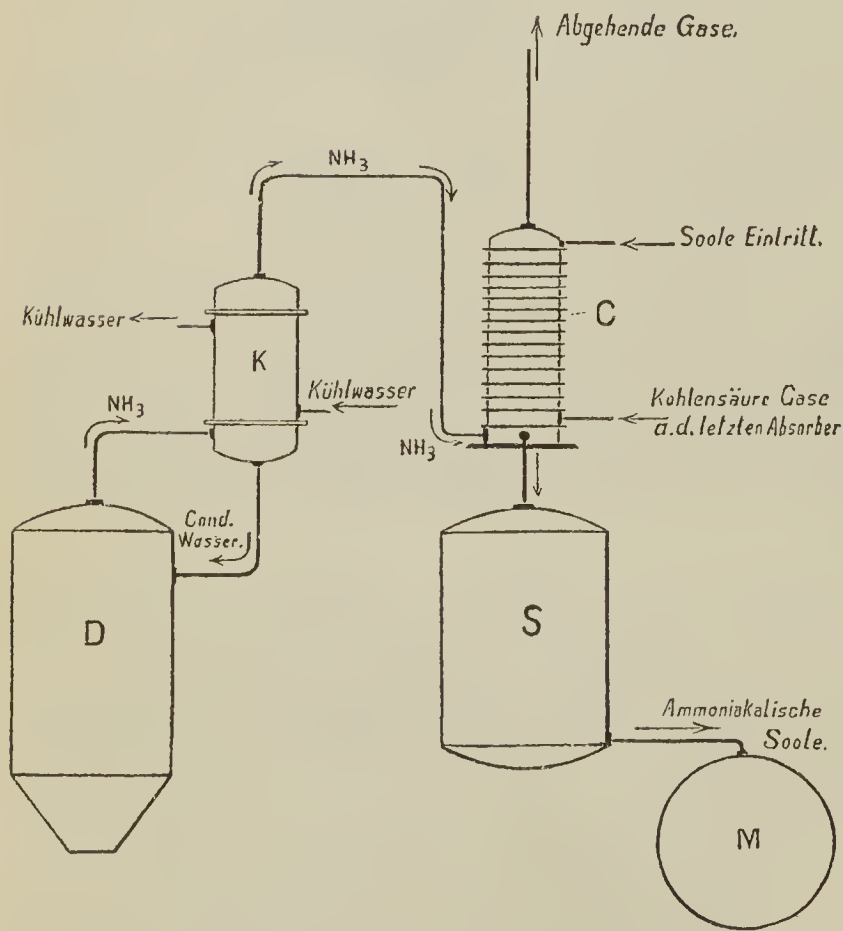 Abgehende Gase.
NH3
Soole Eintritt.
Kühlwasser
C
K
Kühlwasser
Kohlensäure Gase
a.d. letzten Absorber
NH3
NH3
Cond.
Wasser.
D
S
Ammoniakalische
Soole.
M